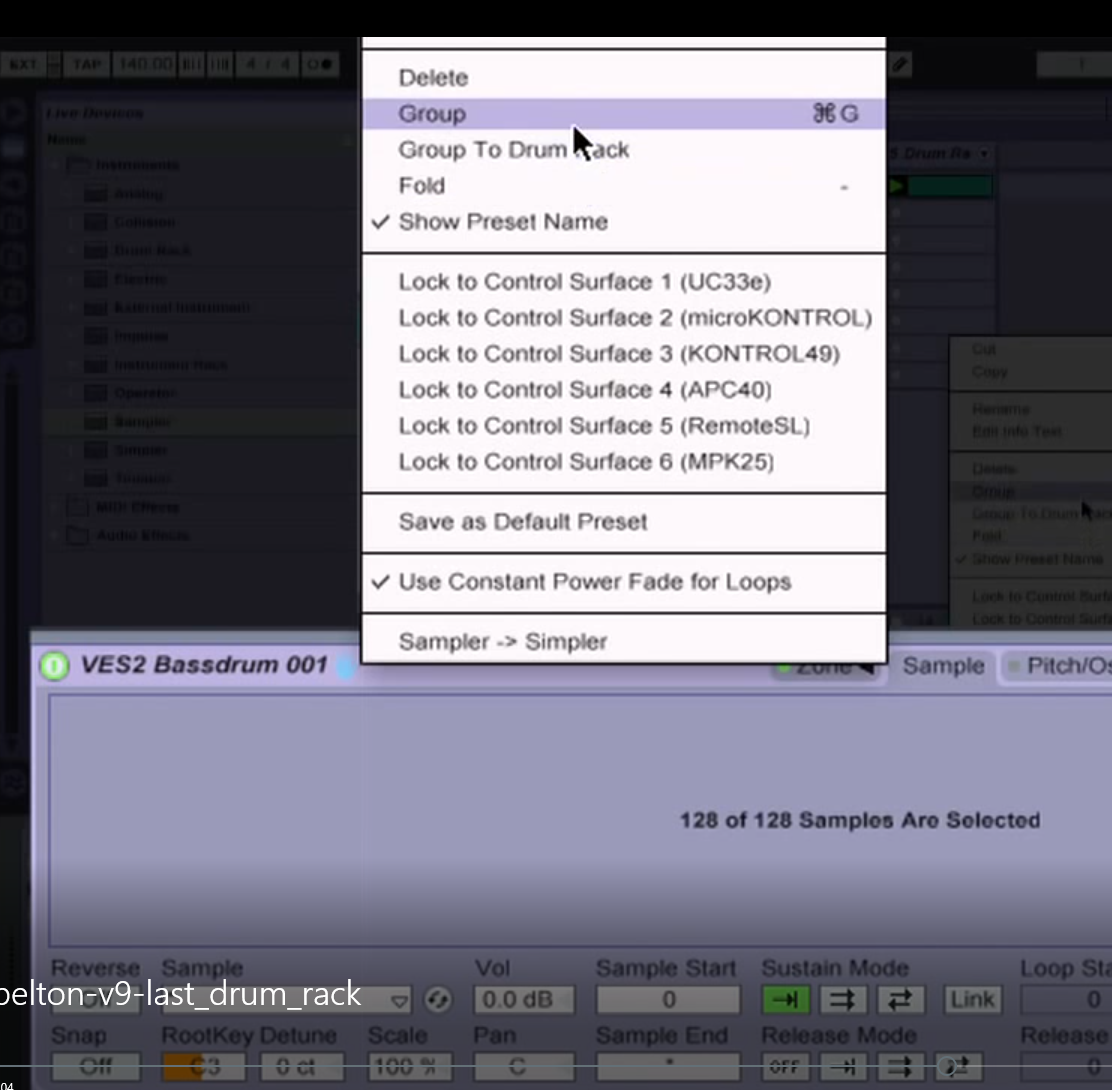 EXT
TAP
140.00
4 / 4
Live Devices
Name
Instruments
Analog
Collision
Drum Rack
Electric
External Instrument
Impulse
Instrument Rack
Operator
Sampler
Simpler
Tension
MIDI Effects
Audio Effects
Delete
Group ⌘G
Group To Drum Rack
Fold -
✓ Show Preset Name
Lock to Control Surface 1 (UC33e)
Lock to Control Surface 2 (microKONTROL)
Lock to Control Surface 3 (KONTROL49)
Lock to Control Surface 4 (APC40)
Lock to Control Surface 5 (RemoteSL)
Lock to Control Surface 6 (MPK25)
Save as Default Preset
✓ Use Constant Power Fade for Loops
Sampler -> Simpler
5 Drum Ra
Cut
Copy
Rename
Edit Info Text
Delete
Group
Group To Drum
Fold
✓ Show Preset Name
Lock to Control Surf
Lock to Control Surf
VES2 Bassdrum 001
Zone
Sample
Pitch/Os
128 of 128 Samples Are Selected
Reverse Sample Vol Sample Start Sustain Mode Loop Sta
0.0 dB 0 Link 0
belton-v9-last_drum_rack
Snap RootKey Detune Scale Pan Sample End Release Mode Release
Off C3 0 ct 100 % C * OFF 0
04